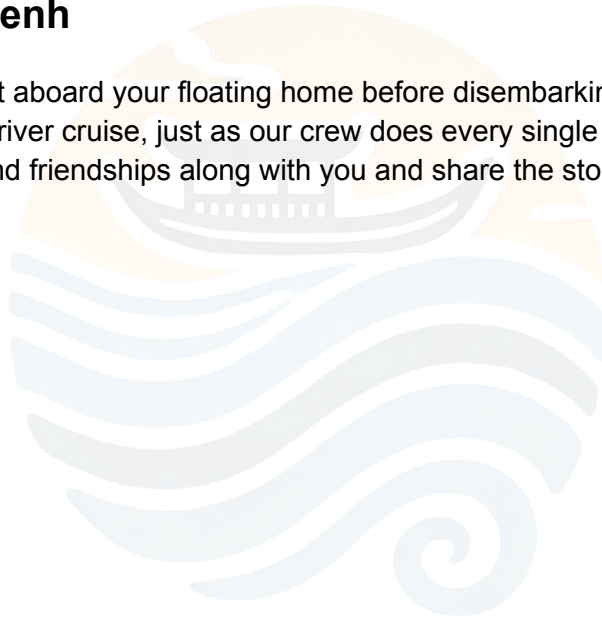 enh
t aboard your floating home before disembarkin
river cruise, just as our crew does every single
nd friendships along with you and share the sto